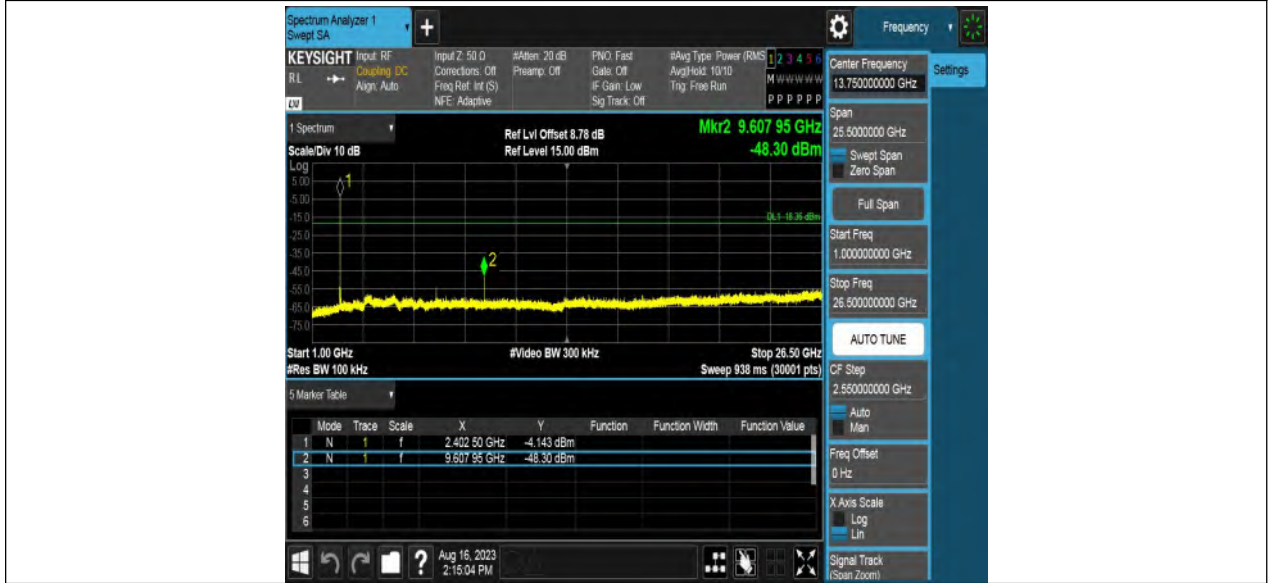 Spectrum Analyzer 1
Swept SA
+
Frequency
KEYSIGHT
RL
LXI
Input: RF
Coupling: DC
Align: Auto
Input Z: 50 Ω
Corrections: Off
Freq Ref: Int (S)
NFE: Adaptive
#Atten: 20 dB
Preamp: Off
PNO: Fast
Gate: Off
IF Gain: Low
Sig Track: Off
#Avg Type: Power (RMS
Avg|Hold: 10/10
Trig: Free Run
1 2 3 4 5 6
M W W W W W
P P P P P P
Center Frequency
13.750000000 GHz
Settings
1 Spectrum
Scale/Div 10 dB
Ref Lvl Offset 8.78 dB
Ref Level 15.00 dBm
Mkr2 9.607 95 GHz
-48.30 dBm
Span
25.5000000 GHz
Swept Span
Zero Span
Full Span
Start Freq
1.000000000 GHz
Stop Freq
26.500000000 GHz
AUTO TUNE
CF Step
2.550000000 GHz
Auto
Man
Freq Offset
0 Hz
X Axis Scale
Log
Lin
Signal Track
(Span Zoom)
Log
5.00
-5.00
-15.0
-25.0
-35.0
-45.0
-55.0
-65.0
-75.0
1
2
DL1 -18.36 dBm
Start 1.00 GHz
#Video BW 300 kHz
Stop 26.50 GHz
#Res BW 100 kHz
Sweep 938 ms (30001 pts)
5 Marker Table
Mode Trace Scale X Y Function Function Width Function Value
1 N 1 f 2.402 50 GHz -4.143 dBm
2 N 1 f 9.607 95 GHz -48.30 dBm
3
4
5
6
?
Aug 16, 2023
2:15:04 PM